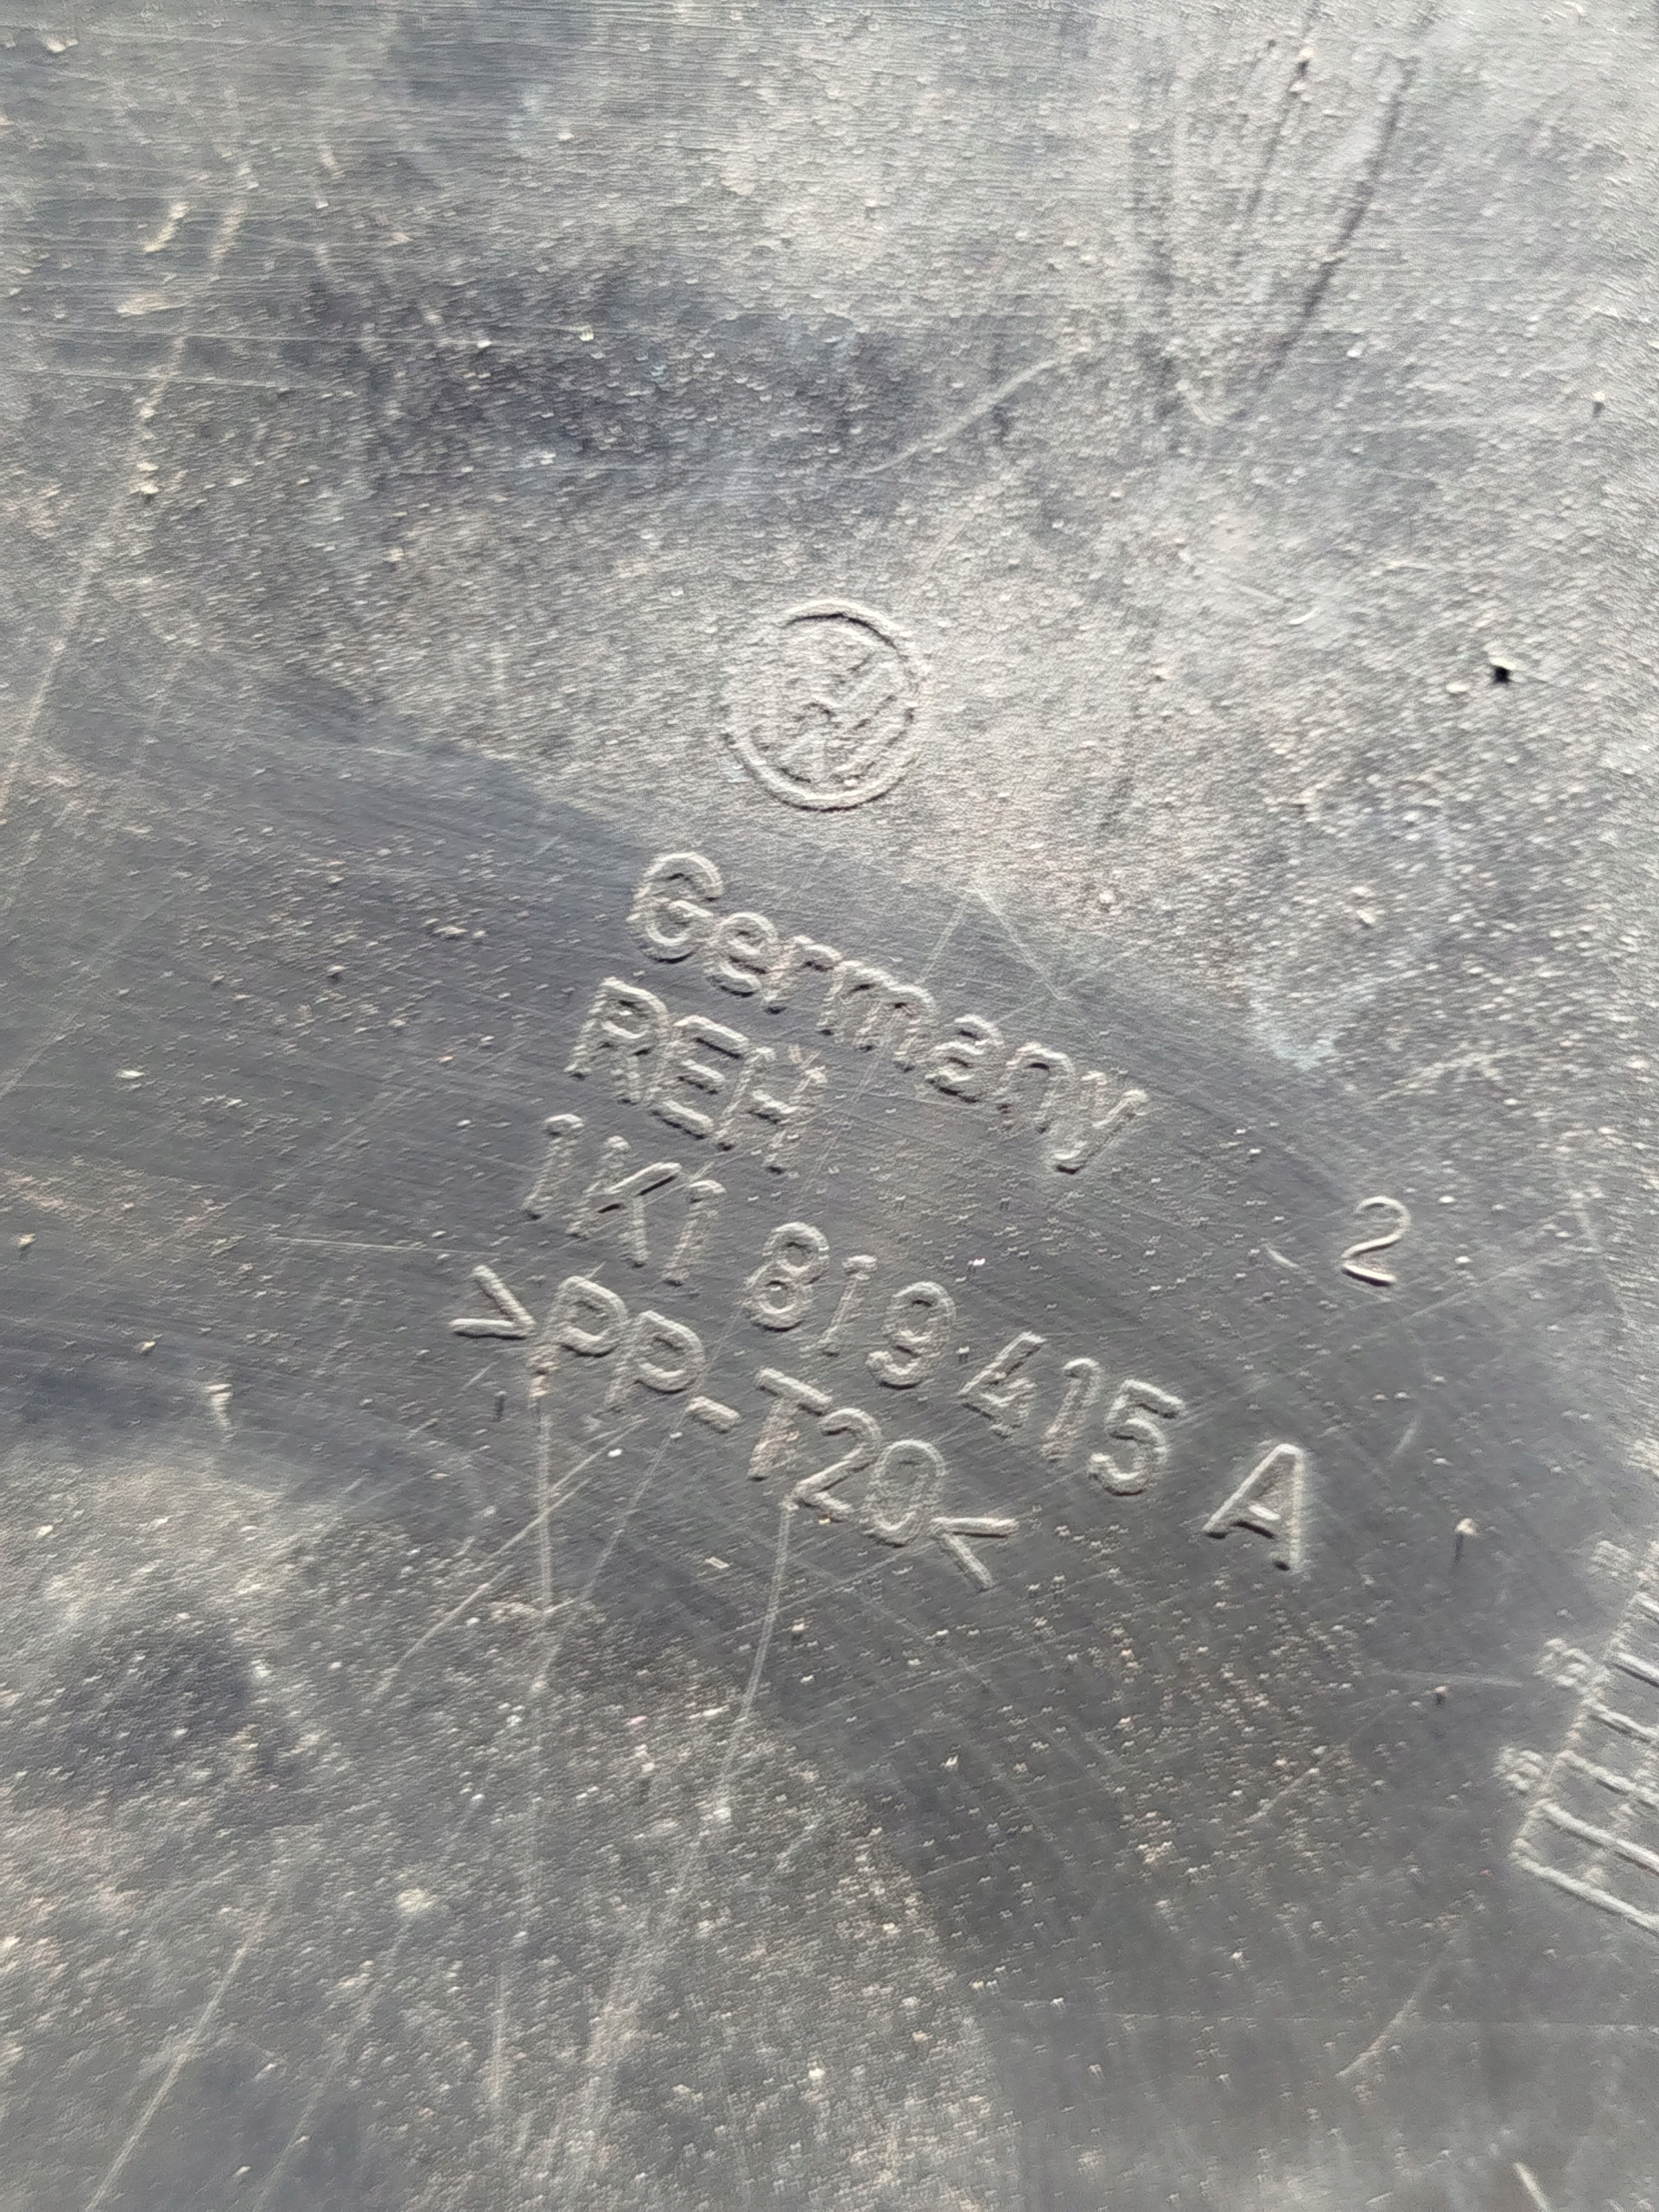 Germany
REH
1K1 819 415 A
2
>PP-T20<